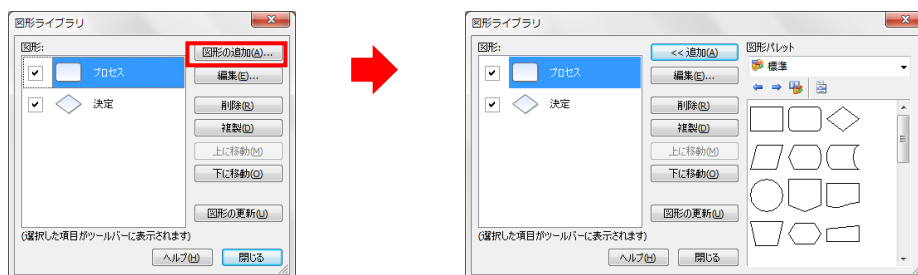 図形ライブラリ
図形:
プロセス
決定
図形の追加(A)...
編集(E)...
削除(R)
複製(D)
上に移動(M)
下に移動(O)
図形の更新(U)
(選択した項目がツールバーに表示されます)
ヘルプ(H)
閉じる
図形ライブラリ
図形:
プロセス
決定
<< 追加(A)
編集(E)...
削除(R)
複製(D)
上に移動(M)
下に移動(O)
図形の更新(U)
(選択した項目がツールバーに表示されます)
ヘルプ(H)
閉じる
図形パレット
標準